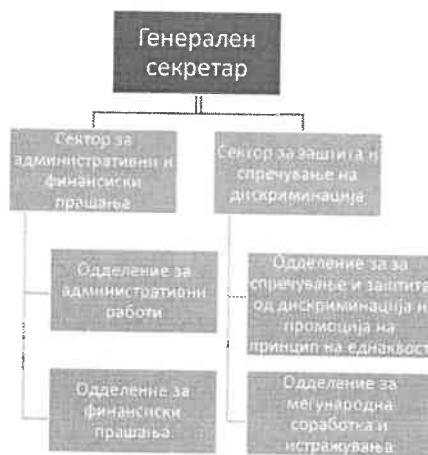 Генерален
секретар
Сектор за
административни и
финансиски
прашања
Сектор за заштита и
спречување на
дискриминација
Одделение за
административни
работи
Одделение за за
спречување и заштита
од дискриминација и
промоција на
принцип на еднаквост
Одделение за
финансиски
прашања
Одделение за
меѓународна
соработка и
истражувања